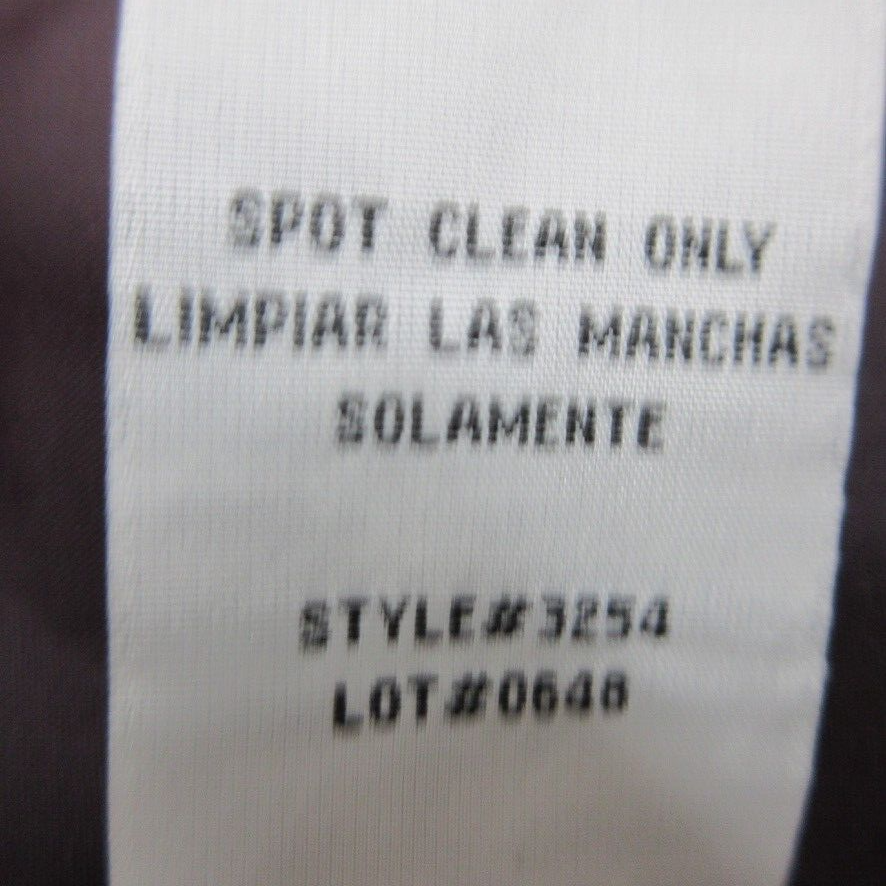 SPOT CLEAN ONLY
LIMPIAR LAS MANCHAS
SOLAMENTE
STYLE#3254
LOT#0648